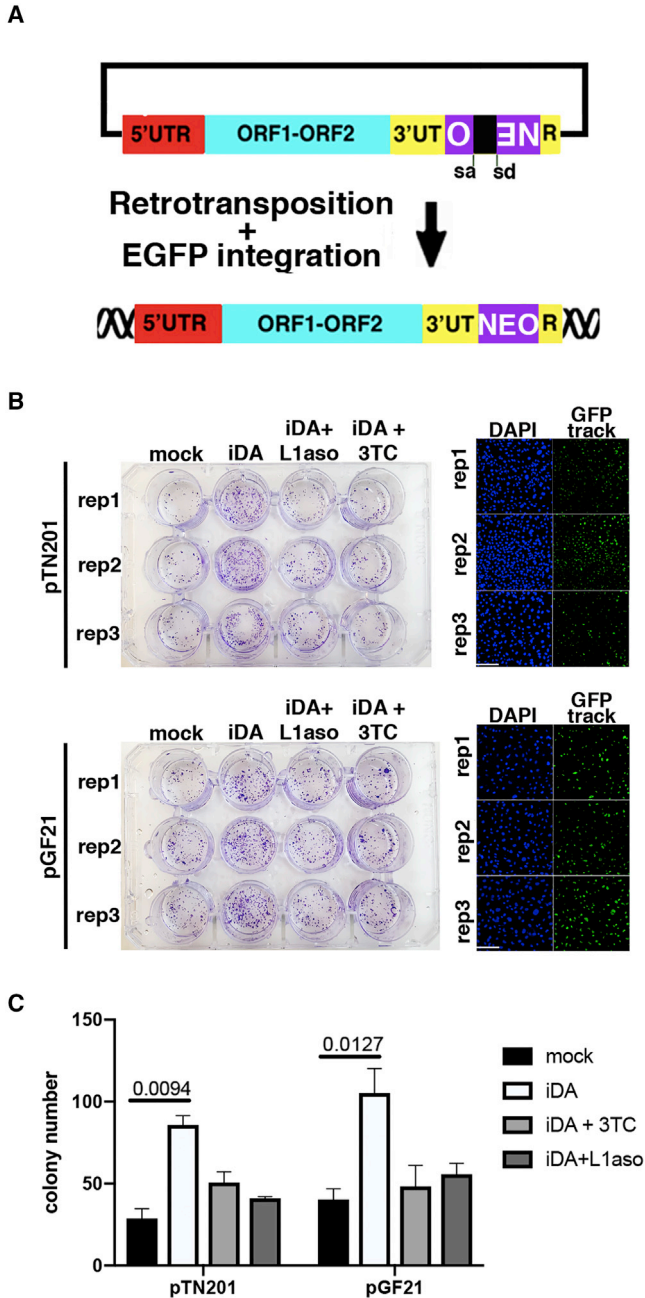 A
5'UTR ORF1-ORF2 3'UT O ƎN R
sa sd
Retrotransposition
+
EGFP integration
5'UTR ORF1-ORF2 3'UT NEO R
B
pTN201
mock iDA iDA+ L1aso iDA + 3TC
rep1
rep2
rep3
DAPI GFP track
rep1
rep2
rep3
pGF21
mock iDA iDA+ L1aso iDA + 3TC
rep1
rep2
rep3
DAPI GFP track
rep1
rep2
rep3
C
colony number
150
100
50
0
0.0094
0.0127
pTN201 pGF21
mock
iDA
iDA + 3TC
iDA+L1aso